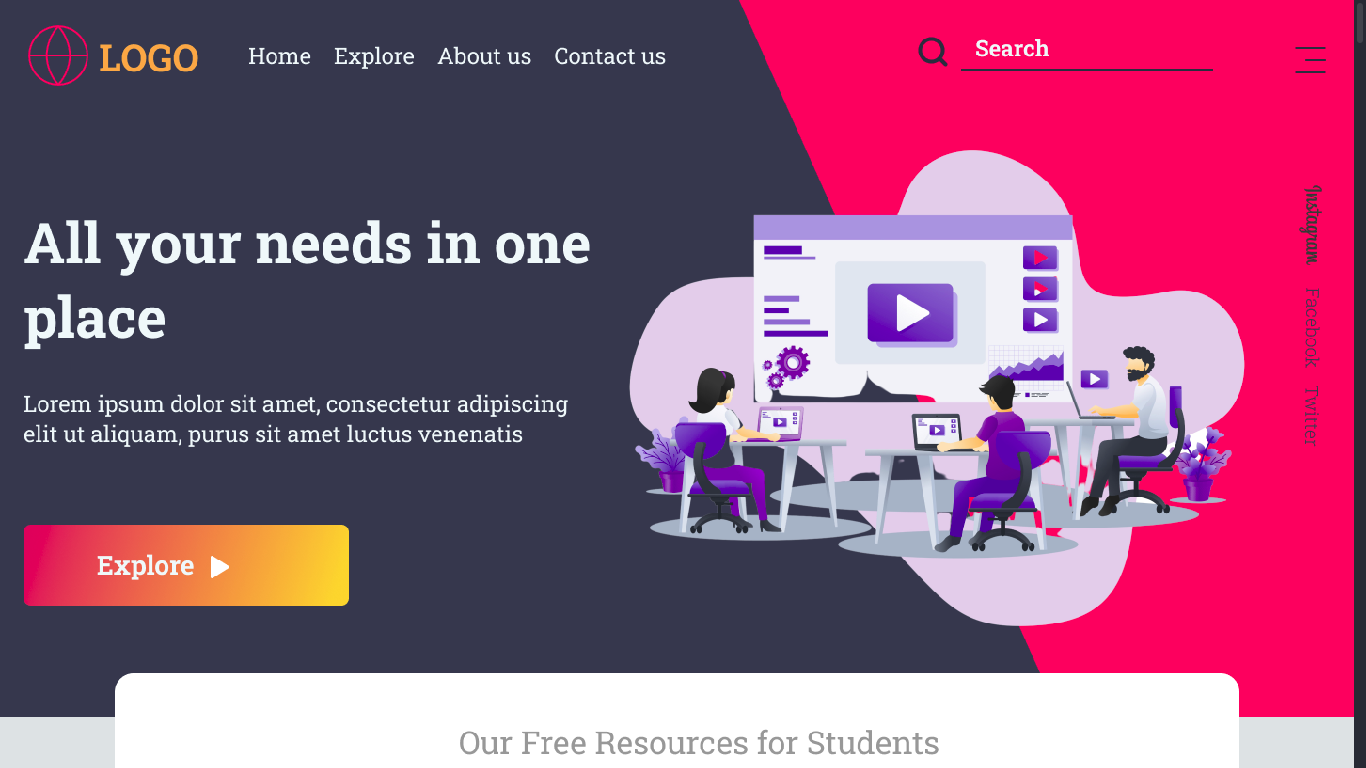 LOGO
Home
Explore
About us
Contact us
Search
Instagram
Facebook
Twitter
All your needs in one
place
Lorem ipsum dolor sit amet, consectetur adipiscing
elit ut aliquam, purus sit amet luctus venenatis
Explore
Our Free Resources for Students